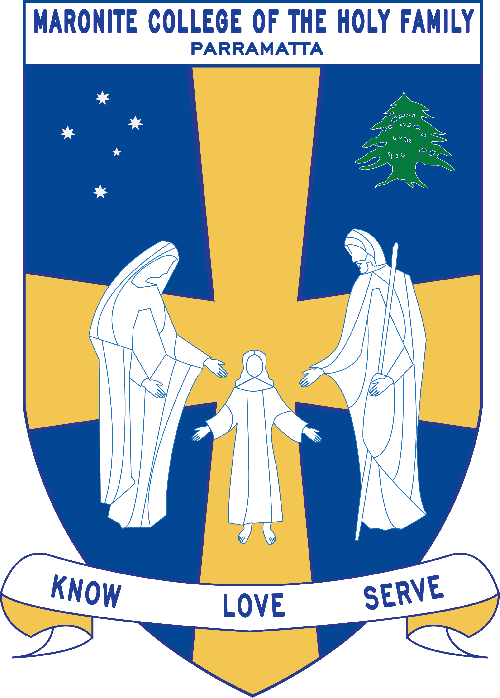 MARONITE COLLEGE OF THE HOLY FAMILY
PARRAMATTA
KNOW LOVE SERVE